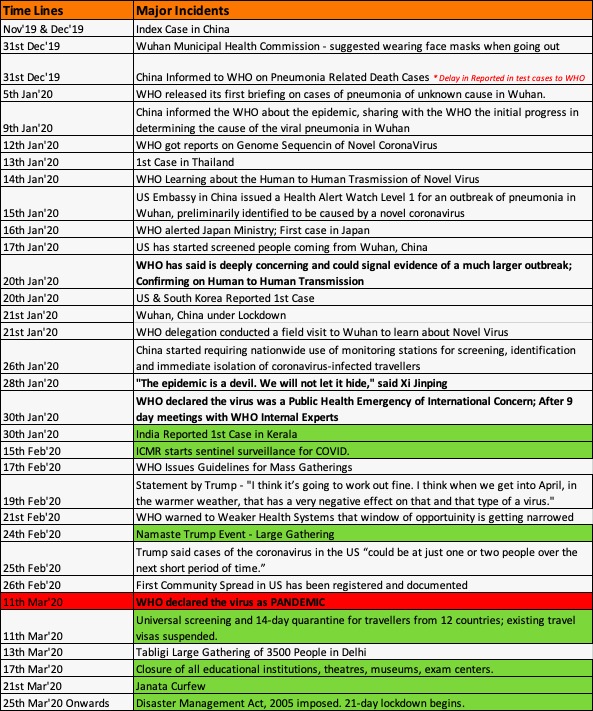 Time Lines Major Incidents
Nov'19 & Dec'19 Index Case in China
31st Dec'19 Wuhan Municipal Health Commission - suggested wearing face masks when going out
31st Dec'19 China Informed to WHO on Pneumonia Related Death Cases * Delay in Reported in test cases to WHO
5th Jan'20 WHO released its first briefing on cases of pneumonia of unknown cause in Wuhan.
China informed the WHO about the epidemic, sharing with the WHO the initial progress in
9th Jan'20 determining the cause of the viral pneumonia in Wuhan
12th Jan'20 WHO got reports on Genome Sequencin of Novel CoronaVirus
13th Jan'20 1st Case in Thailand
14th Jan'20 WHO Learning about the Human to Human Trasmission of Novel Virus
US Embassy in China issued a Health Alert Watch Level 1 for an outbreak of pneumonia in
15th Jan'20 Wuhan, preliminarily identified to be caused by a novel coronavirus
16th Jan'20 WHO alerted Japan Ministry; First case in Japan
17th Jan'20 US has started screened people coming from Wuhan, China
WHO has said is deeply concerning and could signal evidence of a much larger outbreak;
20th Jan'20 Confirming on Human to Human Transmission
20th Jan'20 US & South Korea Reported 1st Case
21st Jan'20 Wuhan, China under Lockdown
21st Jan'20 WHO delegation conducted a field visit to Wuhan to learn about Novel Virus
China started requiring nationwide use of monitoring stations for screening, identification
26th Jan'20 and immediate isolation of coronavirus-infected travellers
28th Jan'20 "The epidemic is a devil. We will not let it hide," said Xi Jinping
WHO declared the virus was a Public Health Emergency of International Concern; After 9
30th Jan'20 day meetings with WHO Internal Experts
30th Jan'20 India Reported 1st Case in Kerala
15th Feb'20 ICMR starts sentinel surveillance for COVID.
17th Feb'20 WHO Issues Guidelines for Mass Gatherings
Statement by Trump - "I think it's going to work out fine. I think when we get into April, in
19th Feb'20 the warmer weather, that has a very negative effect on that and that type of a virus."
21st Feb'20 WHO warned to Weaker Health Systems that window of opportuinity is getting narrowed
24th Feb'20 Namaste Trump Event - Large Gathering
Trump said cases of the coronavirus in the US “could be at just one or two people over the
25th Feb'20 next short period of time.”
26th Feb'20 First Community Spread in US has been registered and documented
11th Mar'20 WHO declared the virus as PANDEMIC
Universal screening and 14-day quarantine for travellers from 12 countries; existing travel
11th Mar'20 visas suspended.
13th Mar'20 Tabligi Large Gathering of 3500 People in Delhi
17th Mar'20 Closure of all educational institutions, theatres, museums, exam centers.
21st Mar'20 Janata Curfew
25th Mar'20 Onwards Disaster Management Act, 2005 imposed. 21-day lockdown begins.